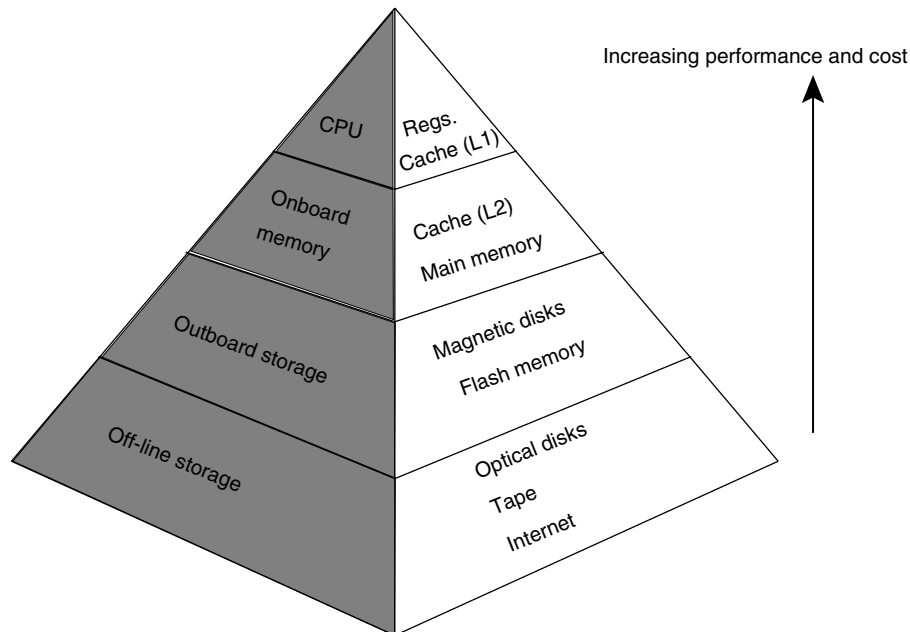 Increasing performance and cost
CPU
Regs.
Cache (L1)
Onboard
memory
Cache (L2)
Main memory
Outboard storage
Magnetic disks
Flash memory
Off-line storage
Optical disks
Tape
Internet